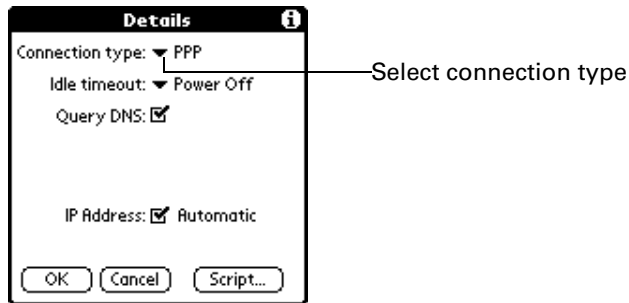 Details
Connection type: PPP
Select connection type
Idle timeout: Power Off
Query DNS:
IP Address: Automatic
OK Cancel Script...